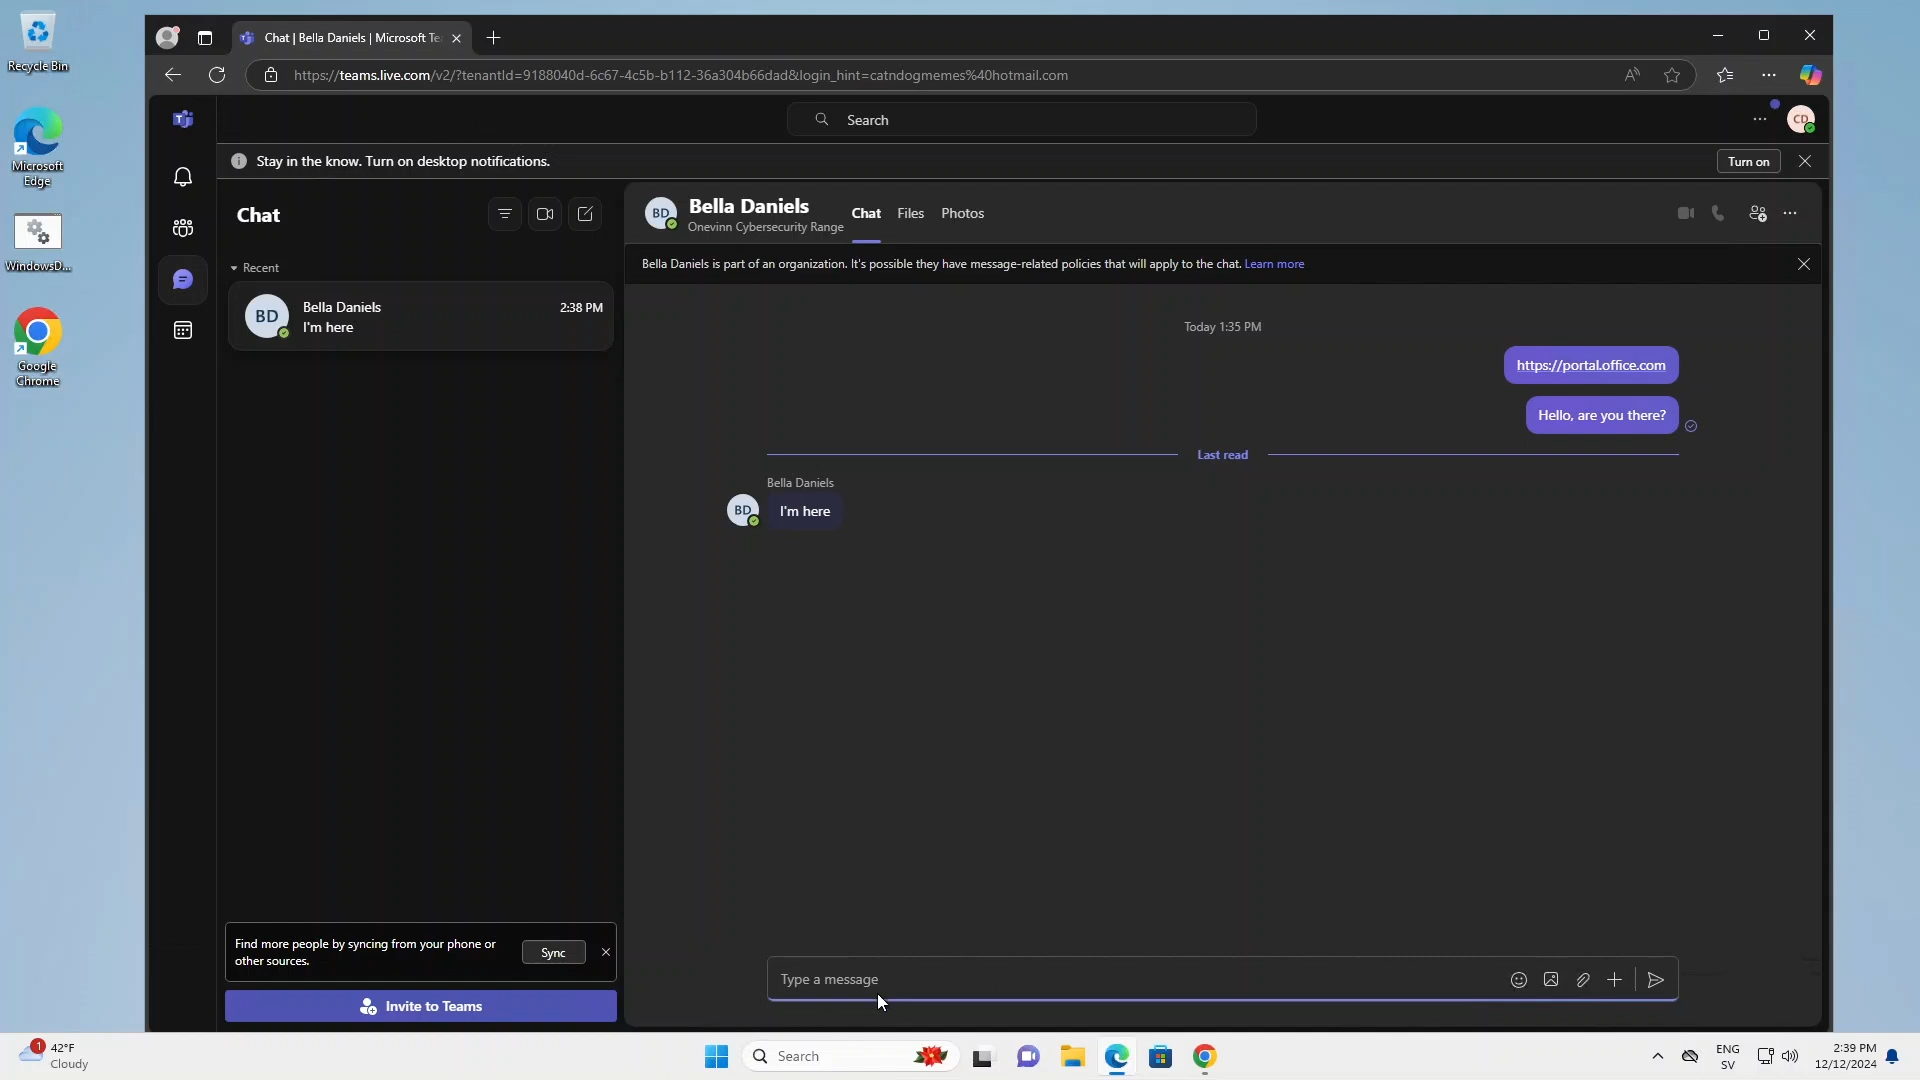 Recycle Bin
Microsoft
Edge
WindowsD...
Google
Chrome
Chat | Bella Daniels | Microsoft Te
https://teams.live.com/v2/?tenantId=9188040d-6c67-4c5b-b112-36a304b66dad&login_hint=catndogmemes%40hotmail.com
Search
CD
Stay in the know. Turn on desktop notifications.
Turn on
Chat
Recent
BD
Bella Daniels
2:38 PM
I'm here
Find more people by syncing from your phone or
other sources.
Sync
Invite to Teams
BD
Bella Daniels
Onevinn Cybersecurity Range
Chat
Files
Photos
Bella Daniels is part of an organization. It's possible they have message-related policies that will apply to the chat. Learn more
Today 1:35 PM
https://portal.office.com
Hello, are you there?
Last read
Bella Daniels
BD
I'm here
Type a message
1
42°F
Cloudy
Search
ENG
SV
2:39 PM
12/12/2024